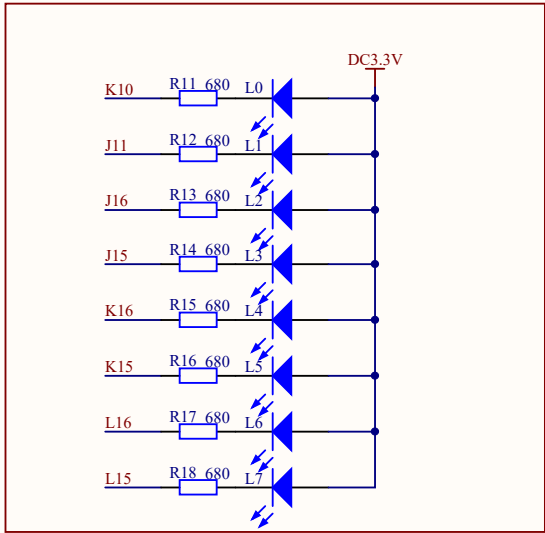 DC3.3V
K10 R11 680 L0
J11 R12 680 L1
J16 R13 680 L2
J15 R14 680 L3
K16 R15 680 L4
K15 R16 680 L5
L16 R17 680 L6
L15 R18 680 L7